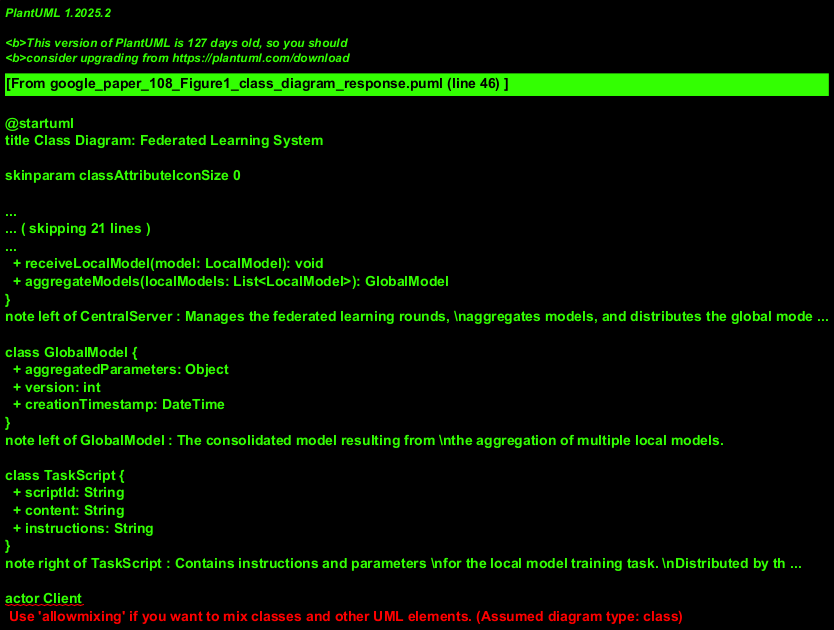 PlantUML 1.2025.2
<b>This version of PlantUML is 127 days old, so you should
<b>consider upgrading from https://plantuml.com/download
[From google_paper_108_Figure1_class_diagram_response.puml (line 46) ]
@startuml
title Class Diagram: Federated Learning System
skinparam classAttributeIconSize 0
...
... ( skipping 21 lines )
...
+ receiveLocalModel(model: LocalModel): void
+ aggregateModels(localModels: List<LocalModel>): GlobalModel
}
note left of CentralServer : Manages the federated learning rounds, \naggregates models, and distributes the global mode ...
class GlobalModel {
+ aggregatedParameters: Object
+ version: int
+ creationTimestamp: DateTime
}
note left of GlobalModel : The consolidated model resulting from \nthe aggregation of multiple local models.
class TaskScript {
+ scriptId: String
+ content: String
+ instructions: String
}
note right of TaskScript : Contains instructions and parameters \nfor the local model training task. \nDistributed by th ...
actor Client
Use 'allowmixing' if you want to mix classes and other UML elements. (Assumed diagram type: class)